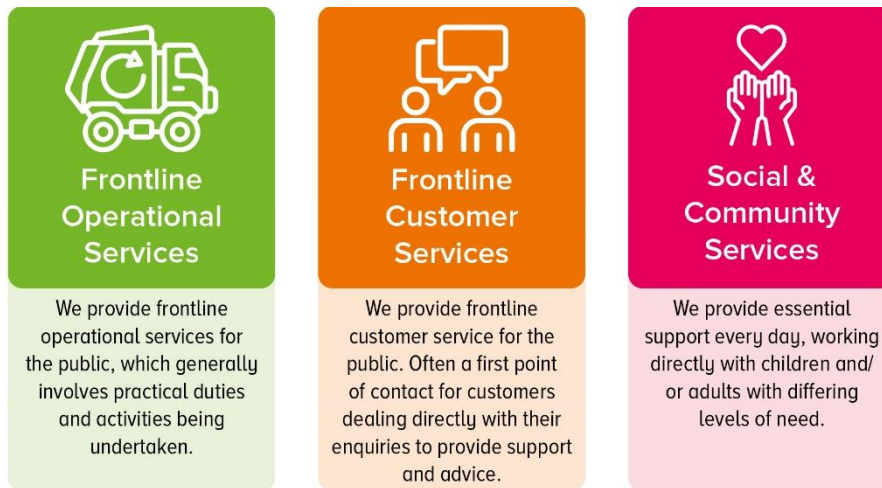 Frontline
Operational
Services
We provide frontline
operational services for
the public, which generally
involves practical duties
and activities being
undertaken.
Frontline
Customer
Services
We provide frontline
customer service for the
public. Often a first point
of contact for customers
dealing directly with their
enquiries to provide support
and advice.
Social &
Community
Services
We provide essential
support every day, working
directly with children and/
or adults with differing
levels of need.